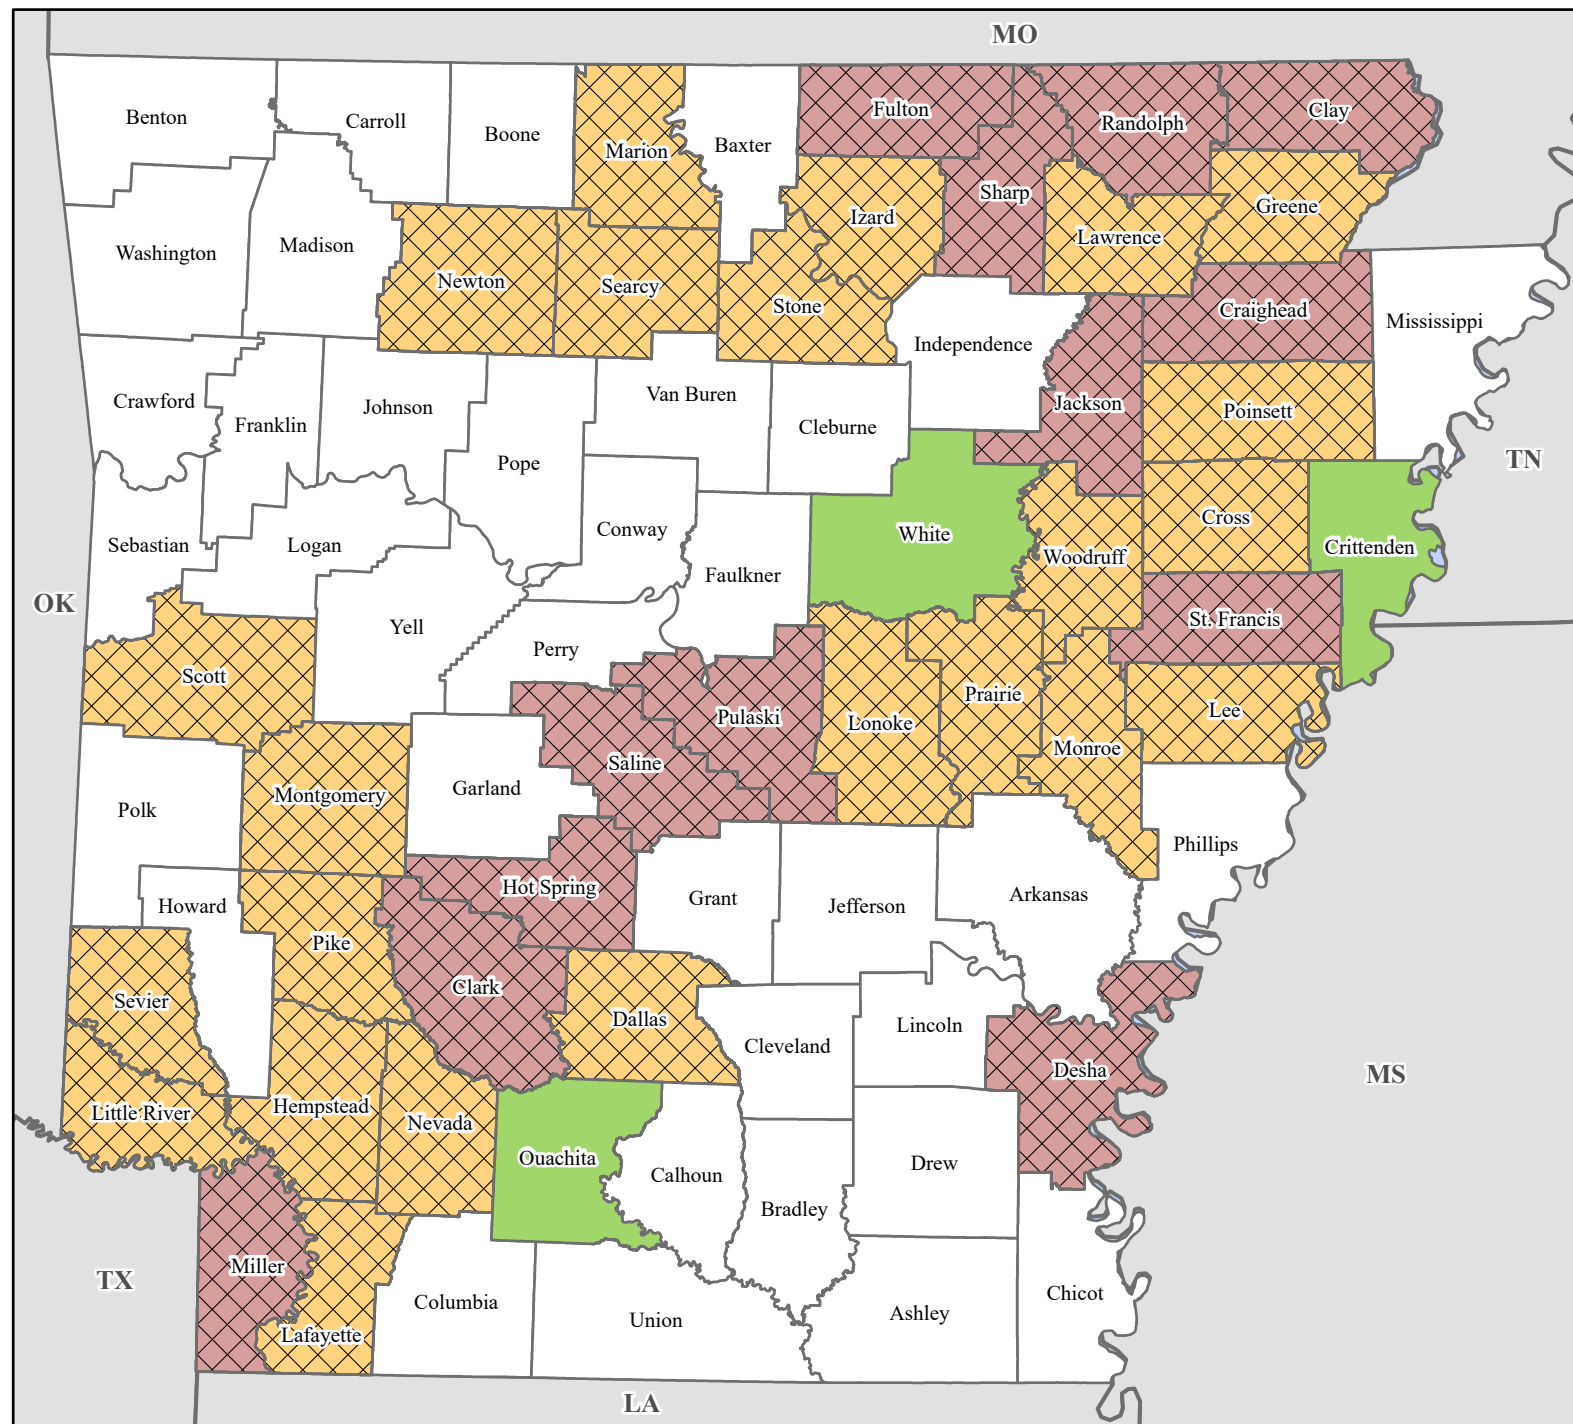 MO
Benton
Carroll
Boone
Marion
Baxter
Fulton
Randolph
Clay
Sharp
Izard
Greene
Lawrence
Washington
Madison
Newton
Searcy
Stone
Craighead
Mississippi
Independence
Crawford
Franklin
Johnson
Van Buren
Cleburne
Jackson
Poinsett
TN
Pope
Sebastian
Logan
Conway
Faulkner
White
Woodruff
Cross
Crittenden
OK
Yell
Perry
St. Francis
Scott
Pulaski
Lonoke
Prairie
Lee
Saline
Monroe
Polk
Montgomery
Garland
Phillips
Howard
Hot Spring
Grant
Jefferson
Arkansas
Pike
Sevier
Clark
Dallas
Cleveland
Lincoln
Desha
MS
Little River
Hempstead
Nevada
Ouachita
Calhoun
Drew
Bradley
TX
Miller
Lafayette
Columbia
Union
Ashley
Chicot
LA